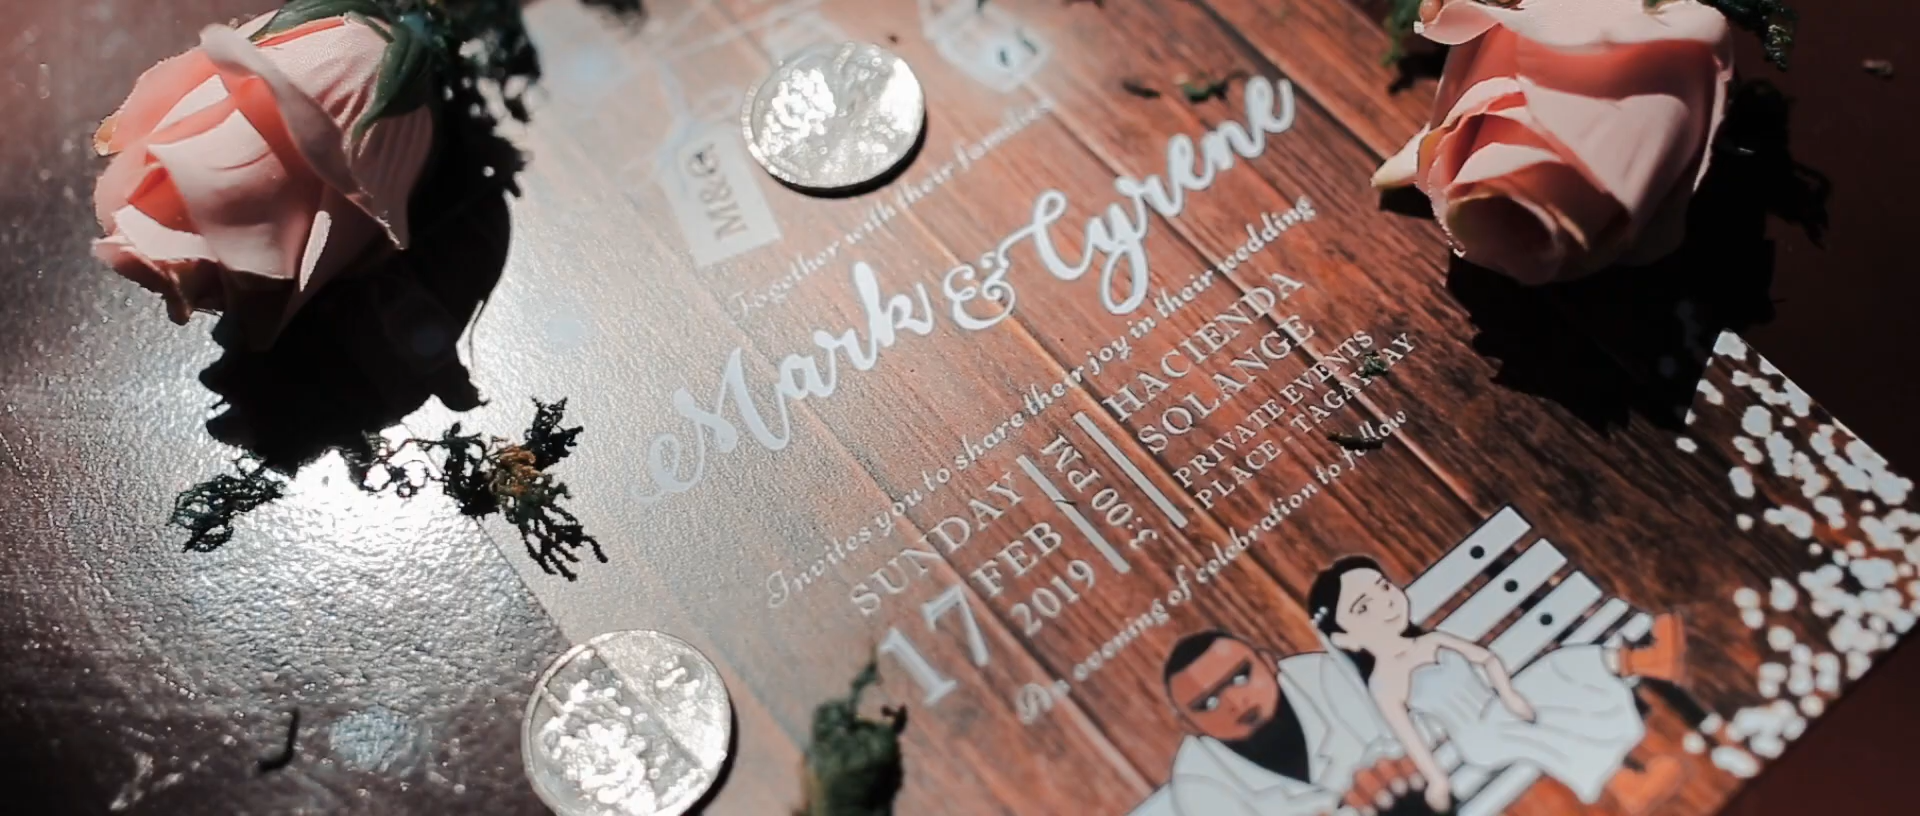 M&G
Together with their families
Mark & Cyrene
Invites you to share their joy in their wedding
SUNDAY
17 FEB
2019
3:00 PM
HACIENDA
SOLANGE
PRIVATE EVENTS
PLACE - TAGAYTAY
An evening of celebration to follow